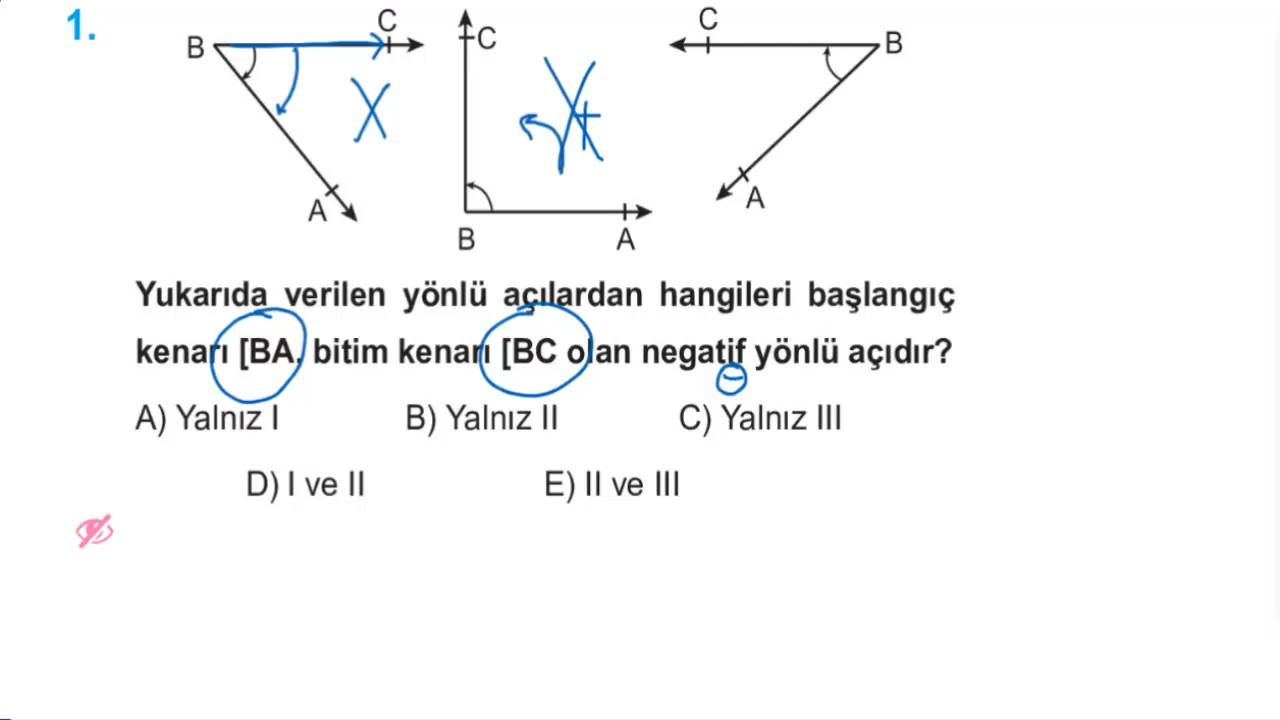 1.
B C A
C B A
C B A
Yukarıda verilen yönlü açılardan hangileri başlangıç
kenarı [BA, bitim kenarı [BC olan negatif yönlü açıdır?
A) Yalnız I B) Yalnız II C) Yalnız III
D) I ve II E) II ve III